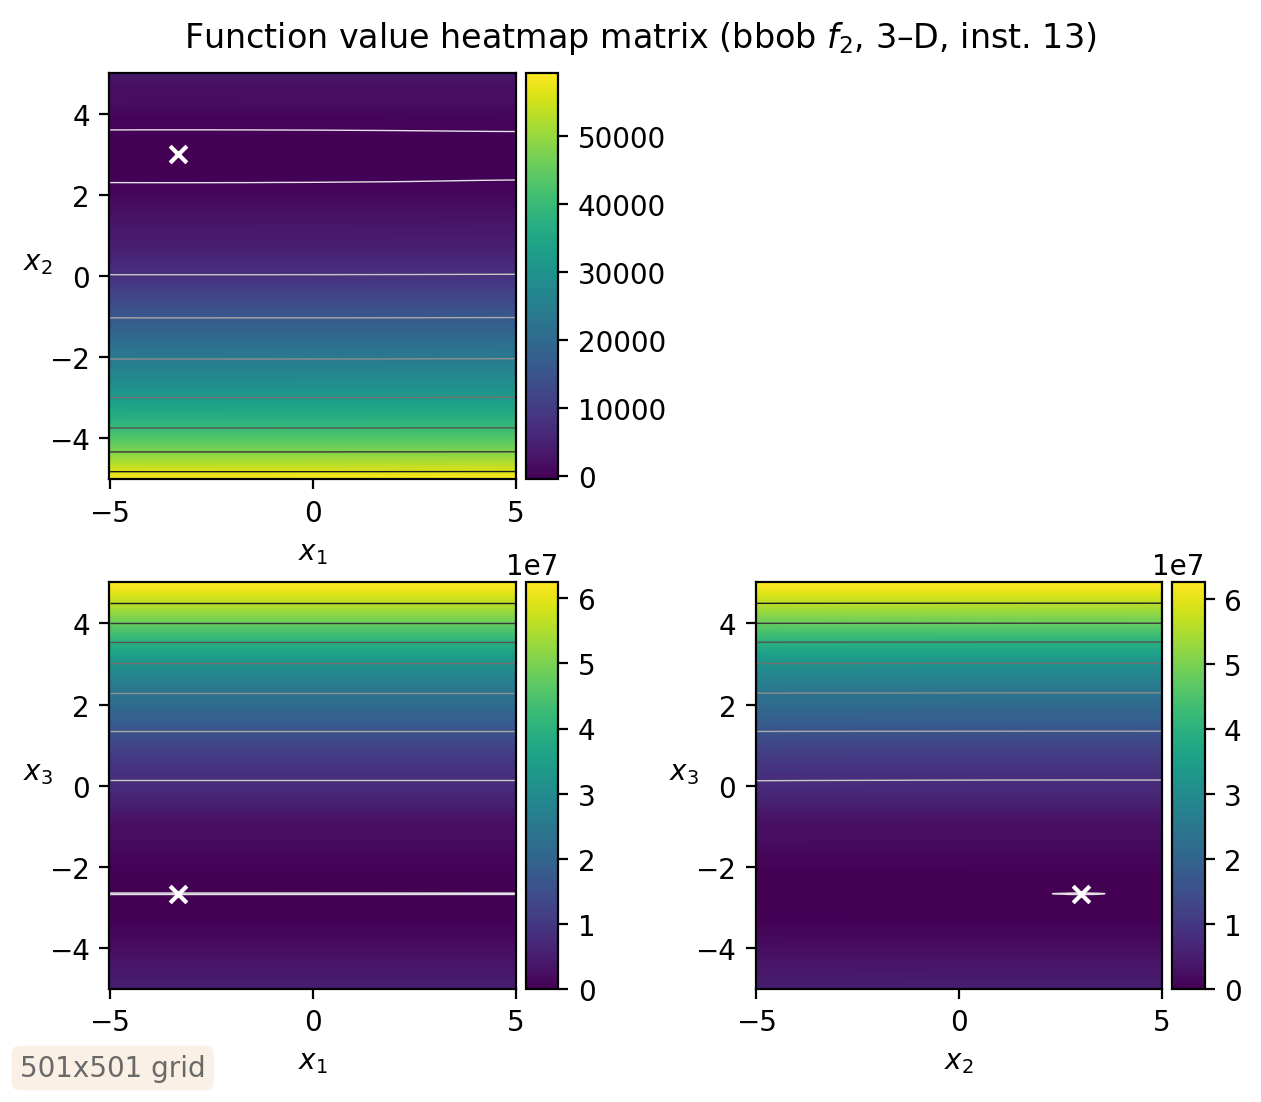 Function value heatmap matrix (bbob f₂, 3–D, inst. 13)
4
2
0
−2
−4
x₂
−5 0 5
x₁
50000
40000
30000
20000
10000
0
1e7
4
2
0
−2
−4
x₃
−5 0 5
x₁
6
5
4
3
2
1
0
1e7
4
2
0
−2
−4
x₃
−5 0 5
x₂
6
5
4
3
2
1
0
501x501 grid